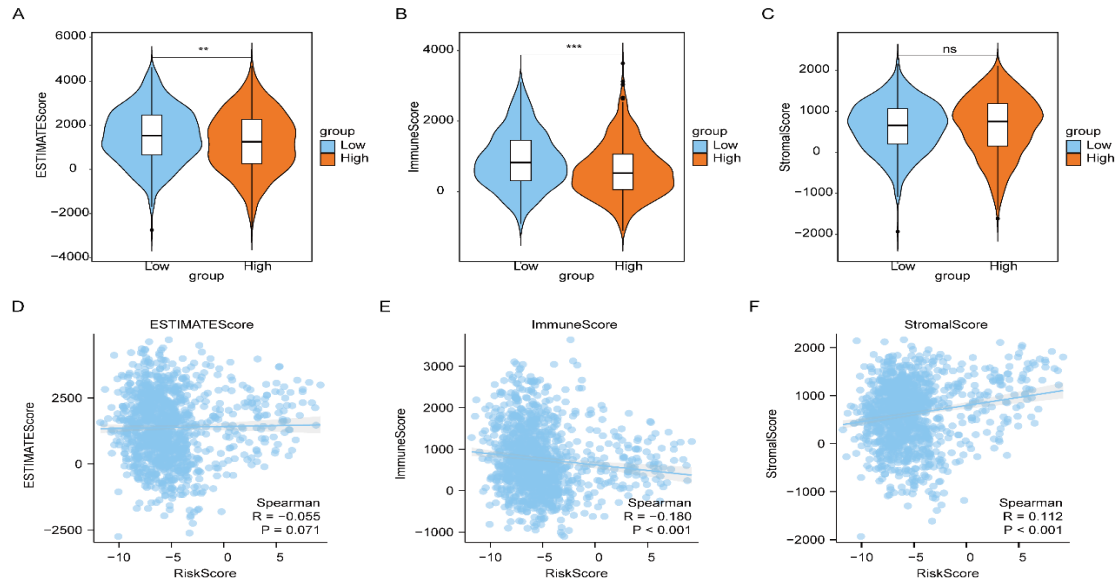 A
6000
4000
2000
0
−2000
−4000
ESTIMATEScore
**
Low
High
group
group
Low
High
B
4000
2000
0
ImmuneScore
***
Low
High
group
group
Low
High
C
2000
1000
0
−1000
−2000
StromalScore
ns
Low
High
group
group
Low
High
D
ESTIMATEScore
2500
0
−2500
ESTIMATEScore
Spearman
R = −0.055
P = 0.071
−10
−5
0
5
RiskScore
E
ImmuneScore
3000
2000
1000
0
−1000
ImmuneScore
Spearman
R = −0.180
P < 0.001
−10
−5
0
5
RiskScore
F
StromalScore
2000
1000
0
−1000
−2000
StromalScore
Spearman
R = 0.112
P < 0.001
−10
−5
0
5
RiskScore